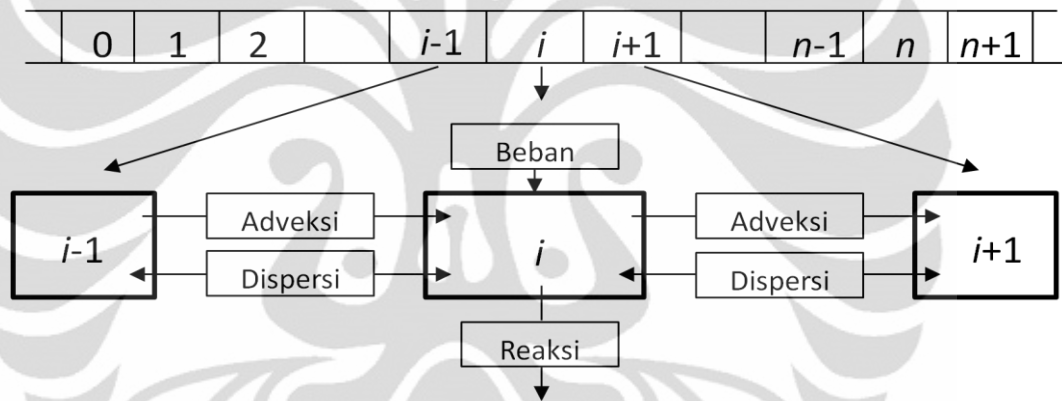 0 1 2 i-1 i i+1 n-1 n n+1
Beban
Adveksi Adveksi
i-1 i i+1
Dispersi Dispersi
Reaksi